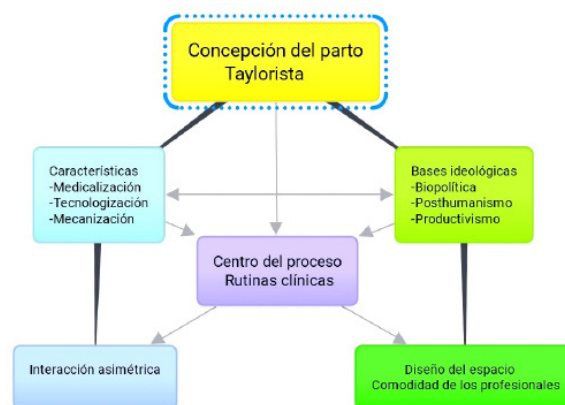 Concepción del parto
Taylorista
Características
-Medicalización
-Tecnologización
-Mecanización
Bases ideológicas
-Biopolítica
-Posthumanismo
-Productivismo
Centro del proceso
Rutinas clínicas
Interacción asimétrica
Diseño del espacio
Comodidad de los profesionales